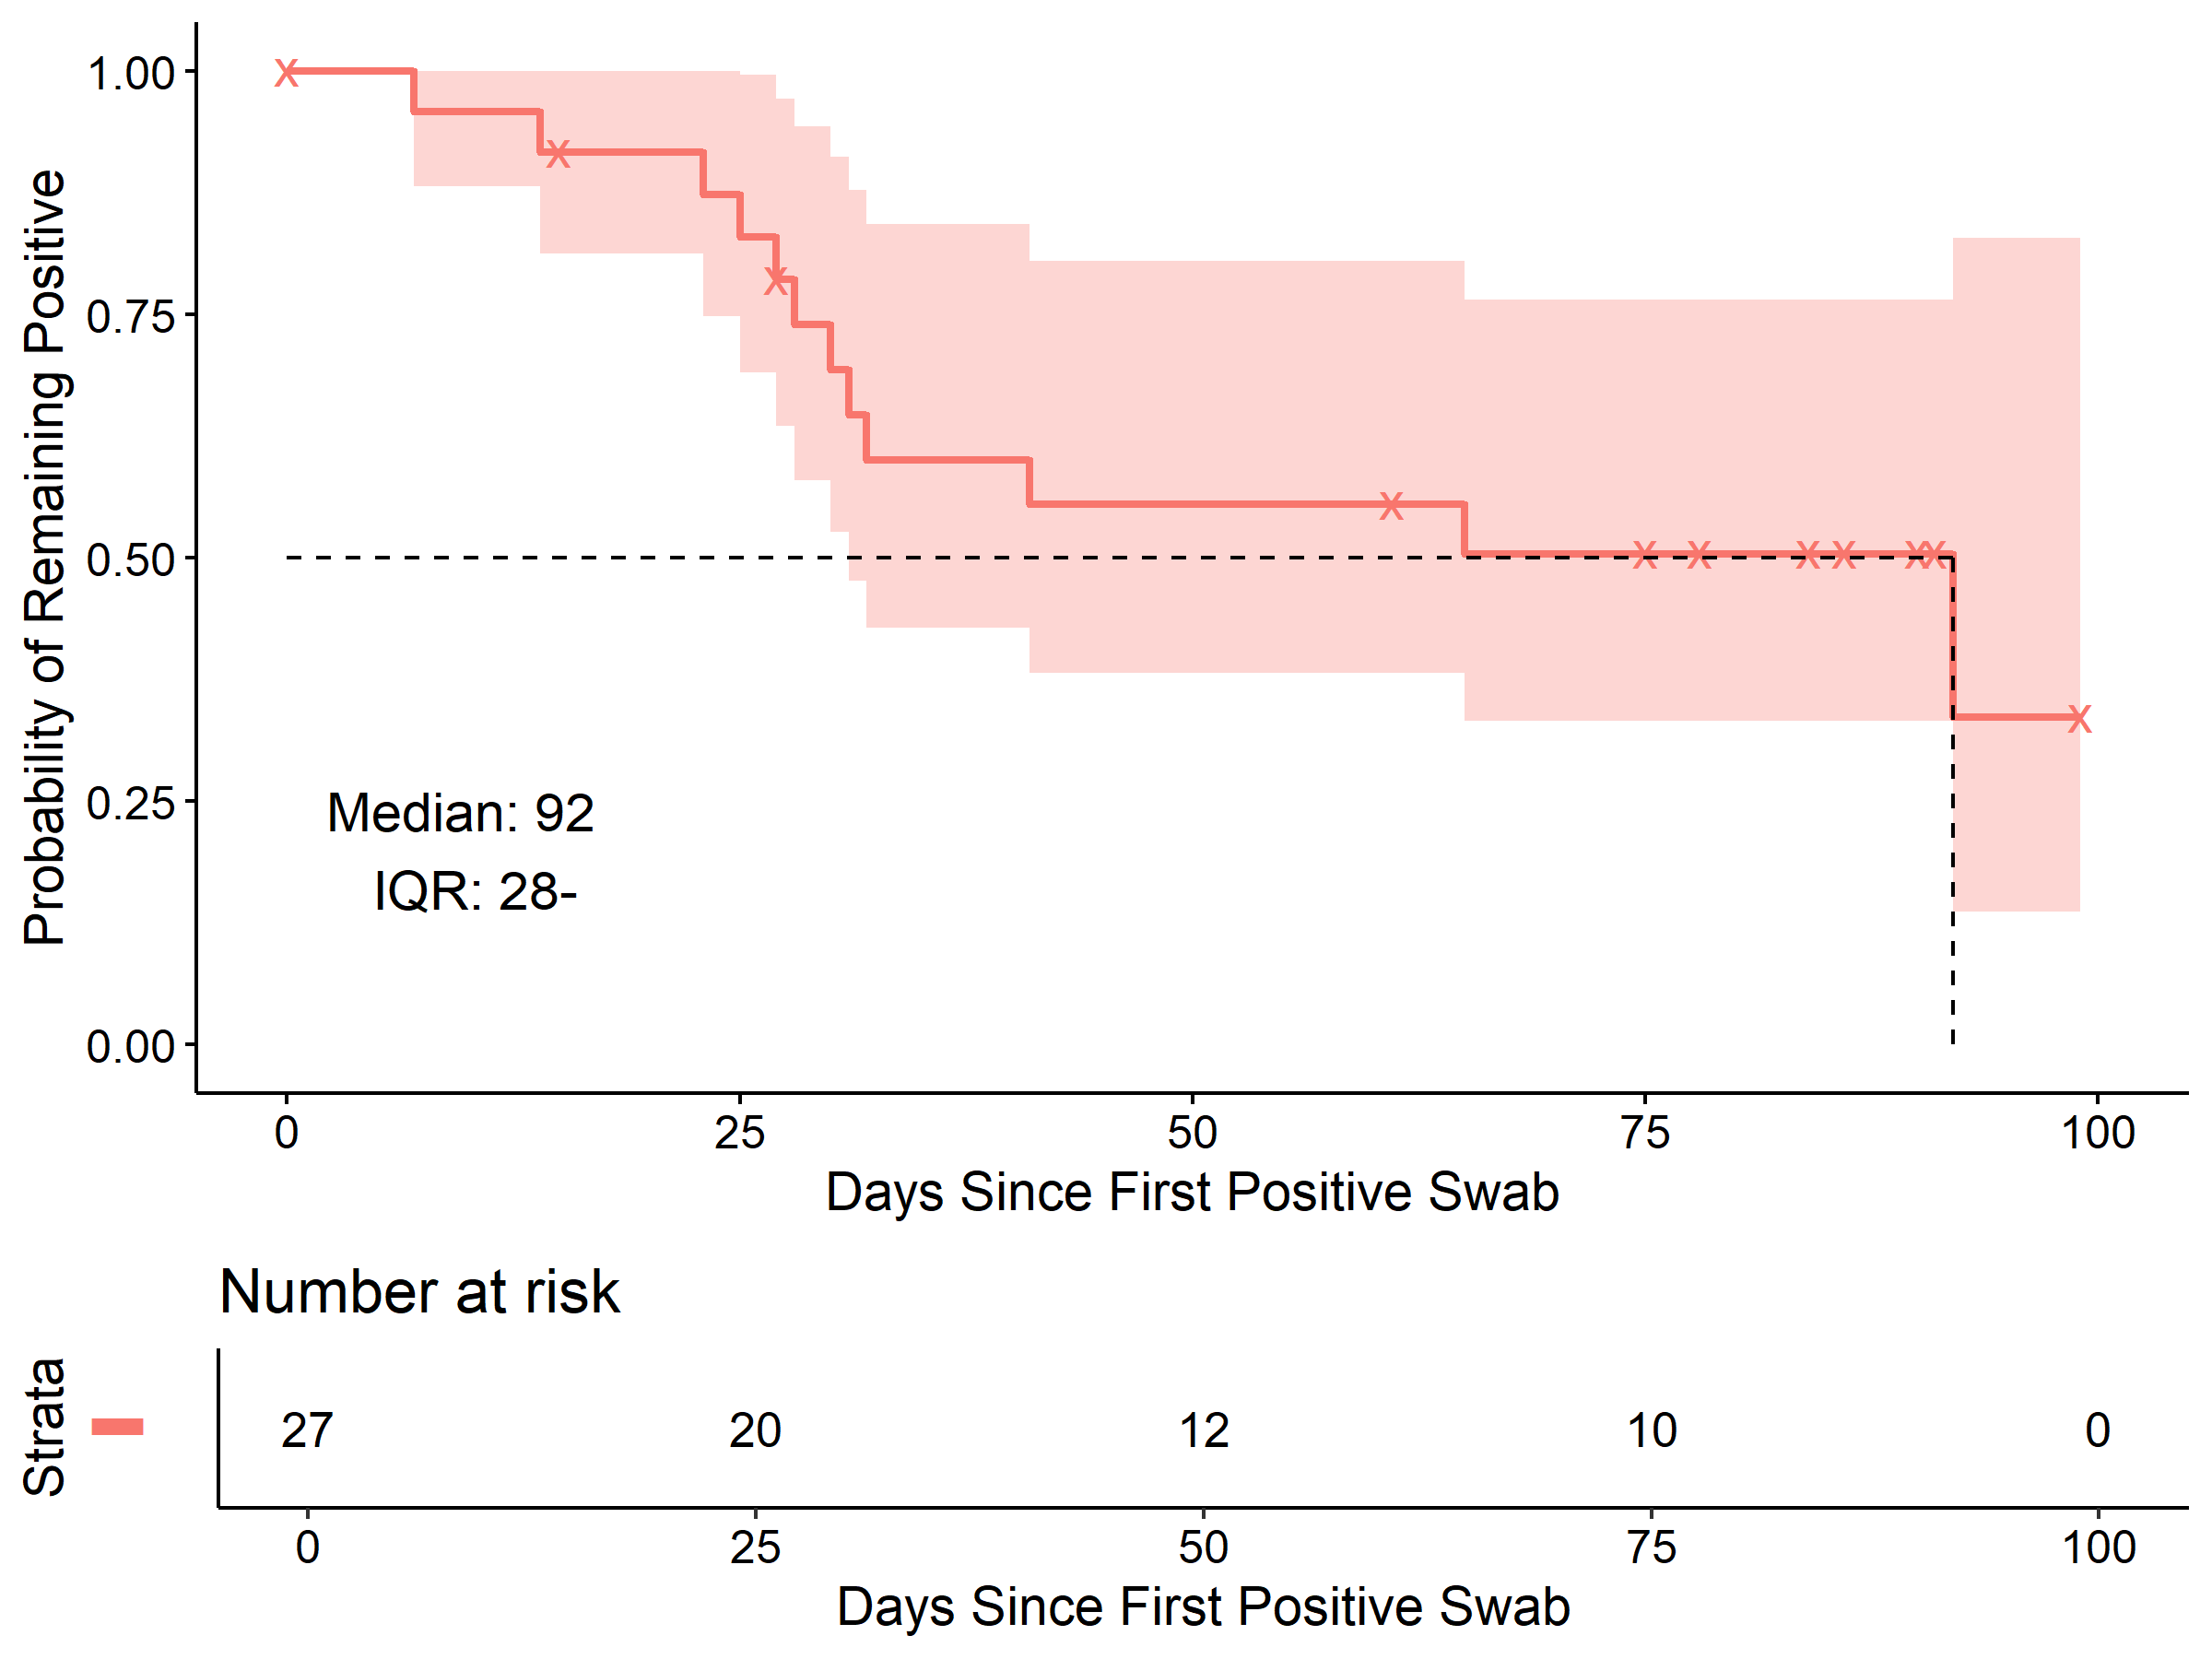 Probability of Remaining Positive
1.00
0.75
0.50
0.25
0.00
Median: 92
IQR: 28-
0 25 50 75 100
Days Since First Positive Swab
Number at risk
Strata
27 20 12 10 0
0 25 50 75 100
Days Since First Positive Swab